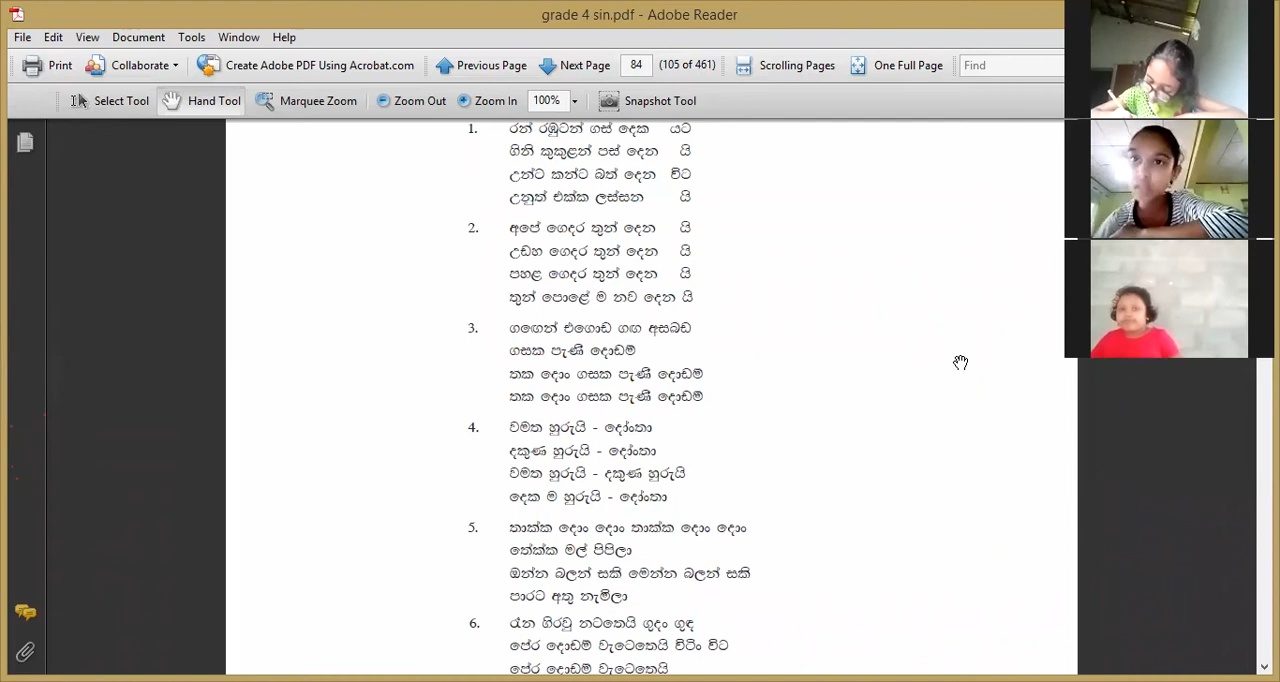 grade 4 sin.pdf - Adobe Reader
File Edit View Document Tools Window Help
Print Collaborate Create Adobe PDF Using Acrobat.com Previous Page Next Page 84 (105 of 461) Scrolling Pages One Full Page Find
Select Tool Hand Tool Marquee Zoom Zoom Out Zoom In 100% Snapshot Tool
1. රන් රඹුටන් ගස් දෙක යට
ගිනි කුකුළන් පස් දෙන යි
උන්ට කන්ට බත් දෙන විට
උනුත් එක්ක ලස්සන යි
2. අපේ ගෙදර තුන් දෙන යි
උඩහ ගෙදර තුන් දෙන යි
පහළ ගෙදර තුන් දෙන යි
තුන් පොළේ ම නව දෙන යි
3. ගඟෙන් එගොඩ ගඟ අසබඩ
ගසක පැණි දොඩම්
තක දොං ගසක පැණි දොඩම්
තක දොං ගසක පැණි දොඩම්
4. වමත හුරුයි - දෝංතා
දකුණ හුරුයි - දෝංතා
වමත හුරුයි - දකුණ හුරුයි
දෙක ම හුරුයි - දෝංතා
5. තාක්ක දොං දොං තාක්ක දොං දොං
තේක්ක මල් පිපිලා
ඔන්න බලන් සකි මෙන්න බලන් සකි
පාරට අතු නැමිලා
6. රෑන ගිරවු නටතෙයි ගුදං ගුඳ
පේර දොඩම් වැටෙතෙයි විටිං විට
පේර දොඩම් වැටෙතෙයි